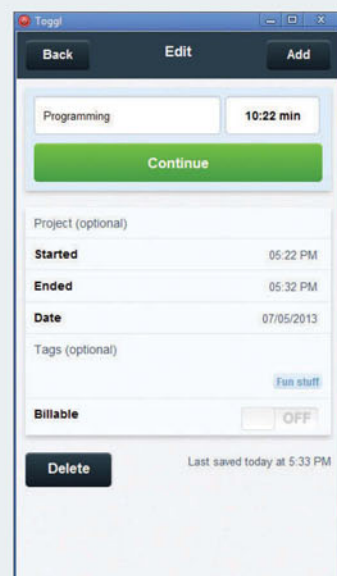 Toggl
Back Edit Add
Programming 10:22 min
Continue
Project (optional)
Started 05:22 PM
Ended 05:32 PM
Date 07/05/2013
Tags (optional)
Fun stuff
Billable OFF
Delete Last saved today at 5:33 PM